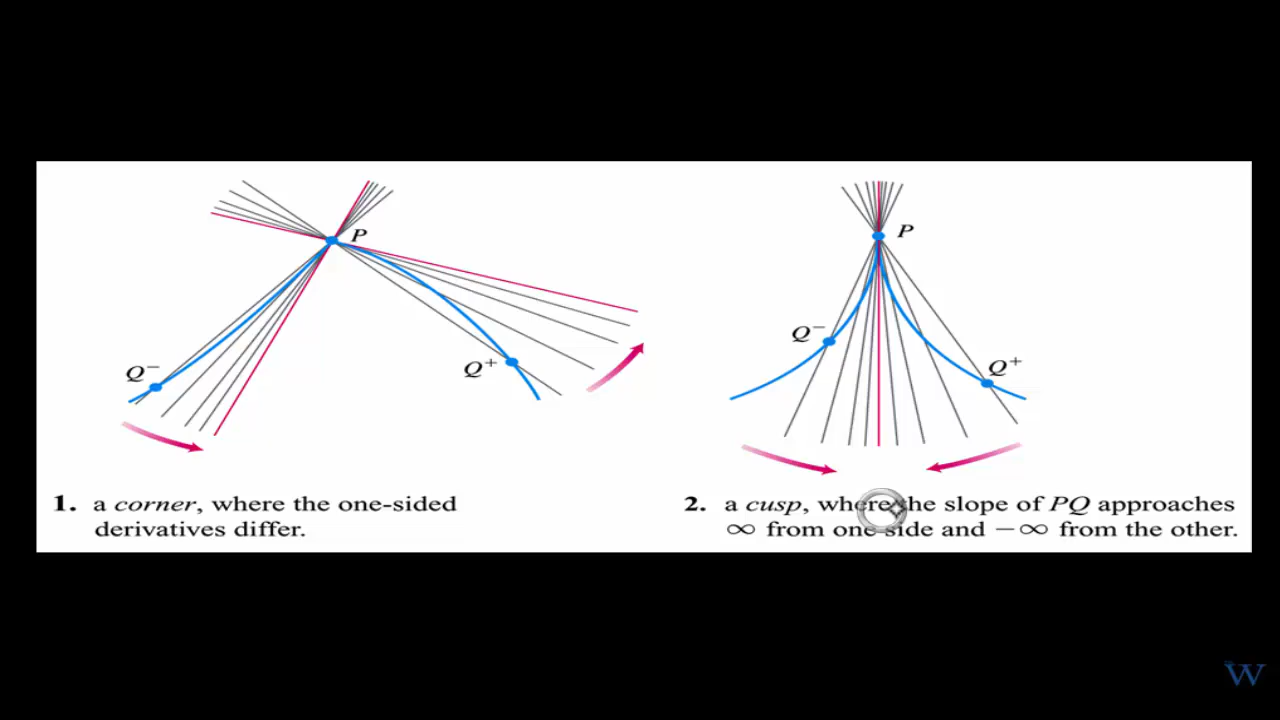 P
Q⁻
Q⁺
1. a corner, where the one-sided
derivatives differ.
P
Q⁻
Q⁺
2. a cusp, where the slope of PQ approaches
∞ from one side and −∞ from the other.
W